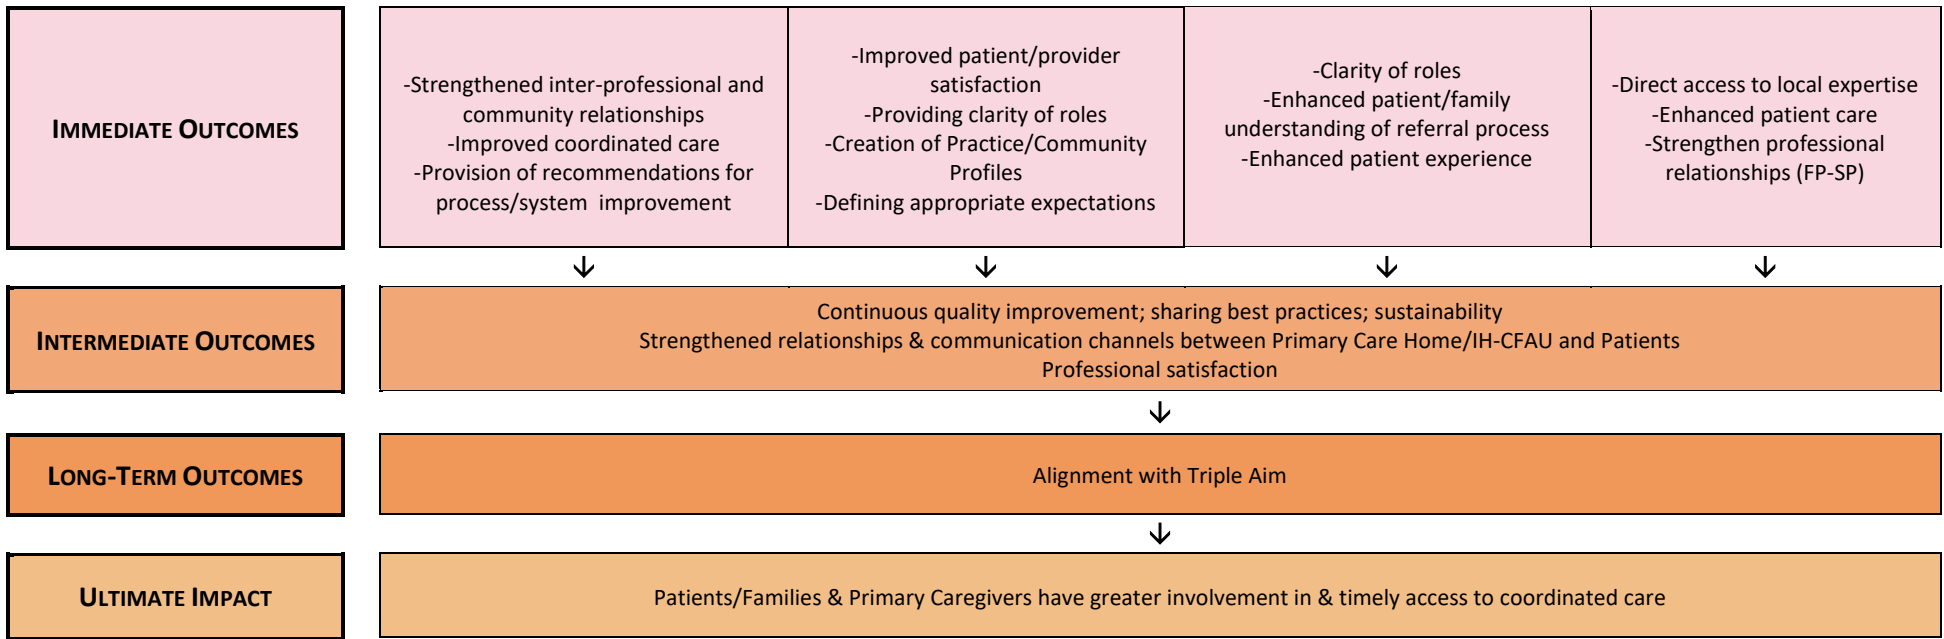 IMMEDIATE OUTCOMES
-Strengthened inter-professional and
community relationships
-Improved coordinated care
-Provision of recommendations for
process/system improvement
-Improved patient/provider
satisfaction
-Providing clarity of roles
-Creation of Practice/Community
Profiles
-Defining appropriate expectations
-Clarity of roles
-Enhanced patient/family
understanding of referral process
-Enhanced patient experience
-Direct access to local expertise
-Enhanced patient care
-Strengthen professional
relationships (FP-SP)
INTERMEDIATE OUTCOMES
Continuous quality improvement; sharing best practices; sustainability
Strengthened relationships & communication channels between Primary Care Home/IH-CFAU and Patients
Professional satisfaction
LONG-TERM OUTCOMES
Alignment with Triple Aim
ULTIMATE IMPACT
Patients/Families & Primary Caregivers have greater involvement in & timely access to coordinated care